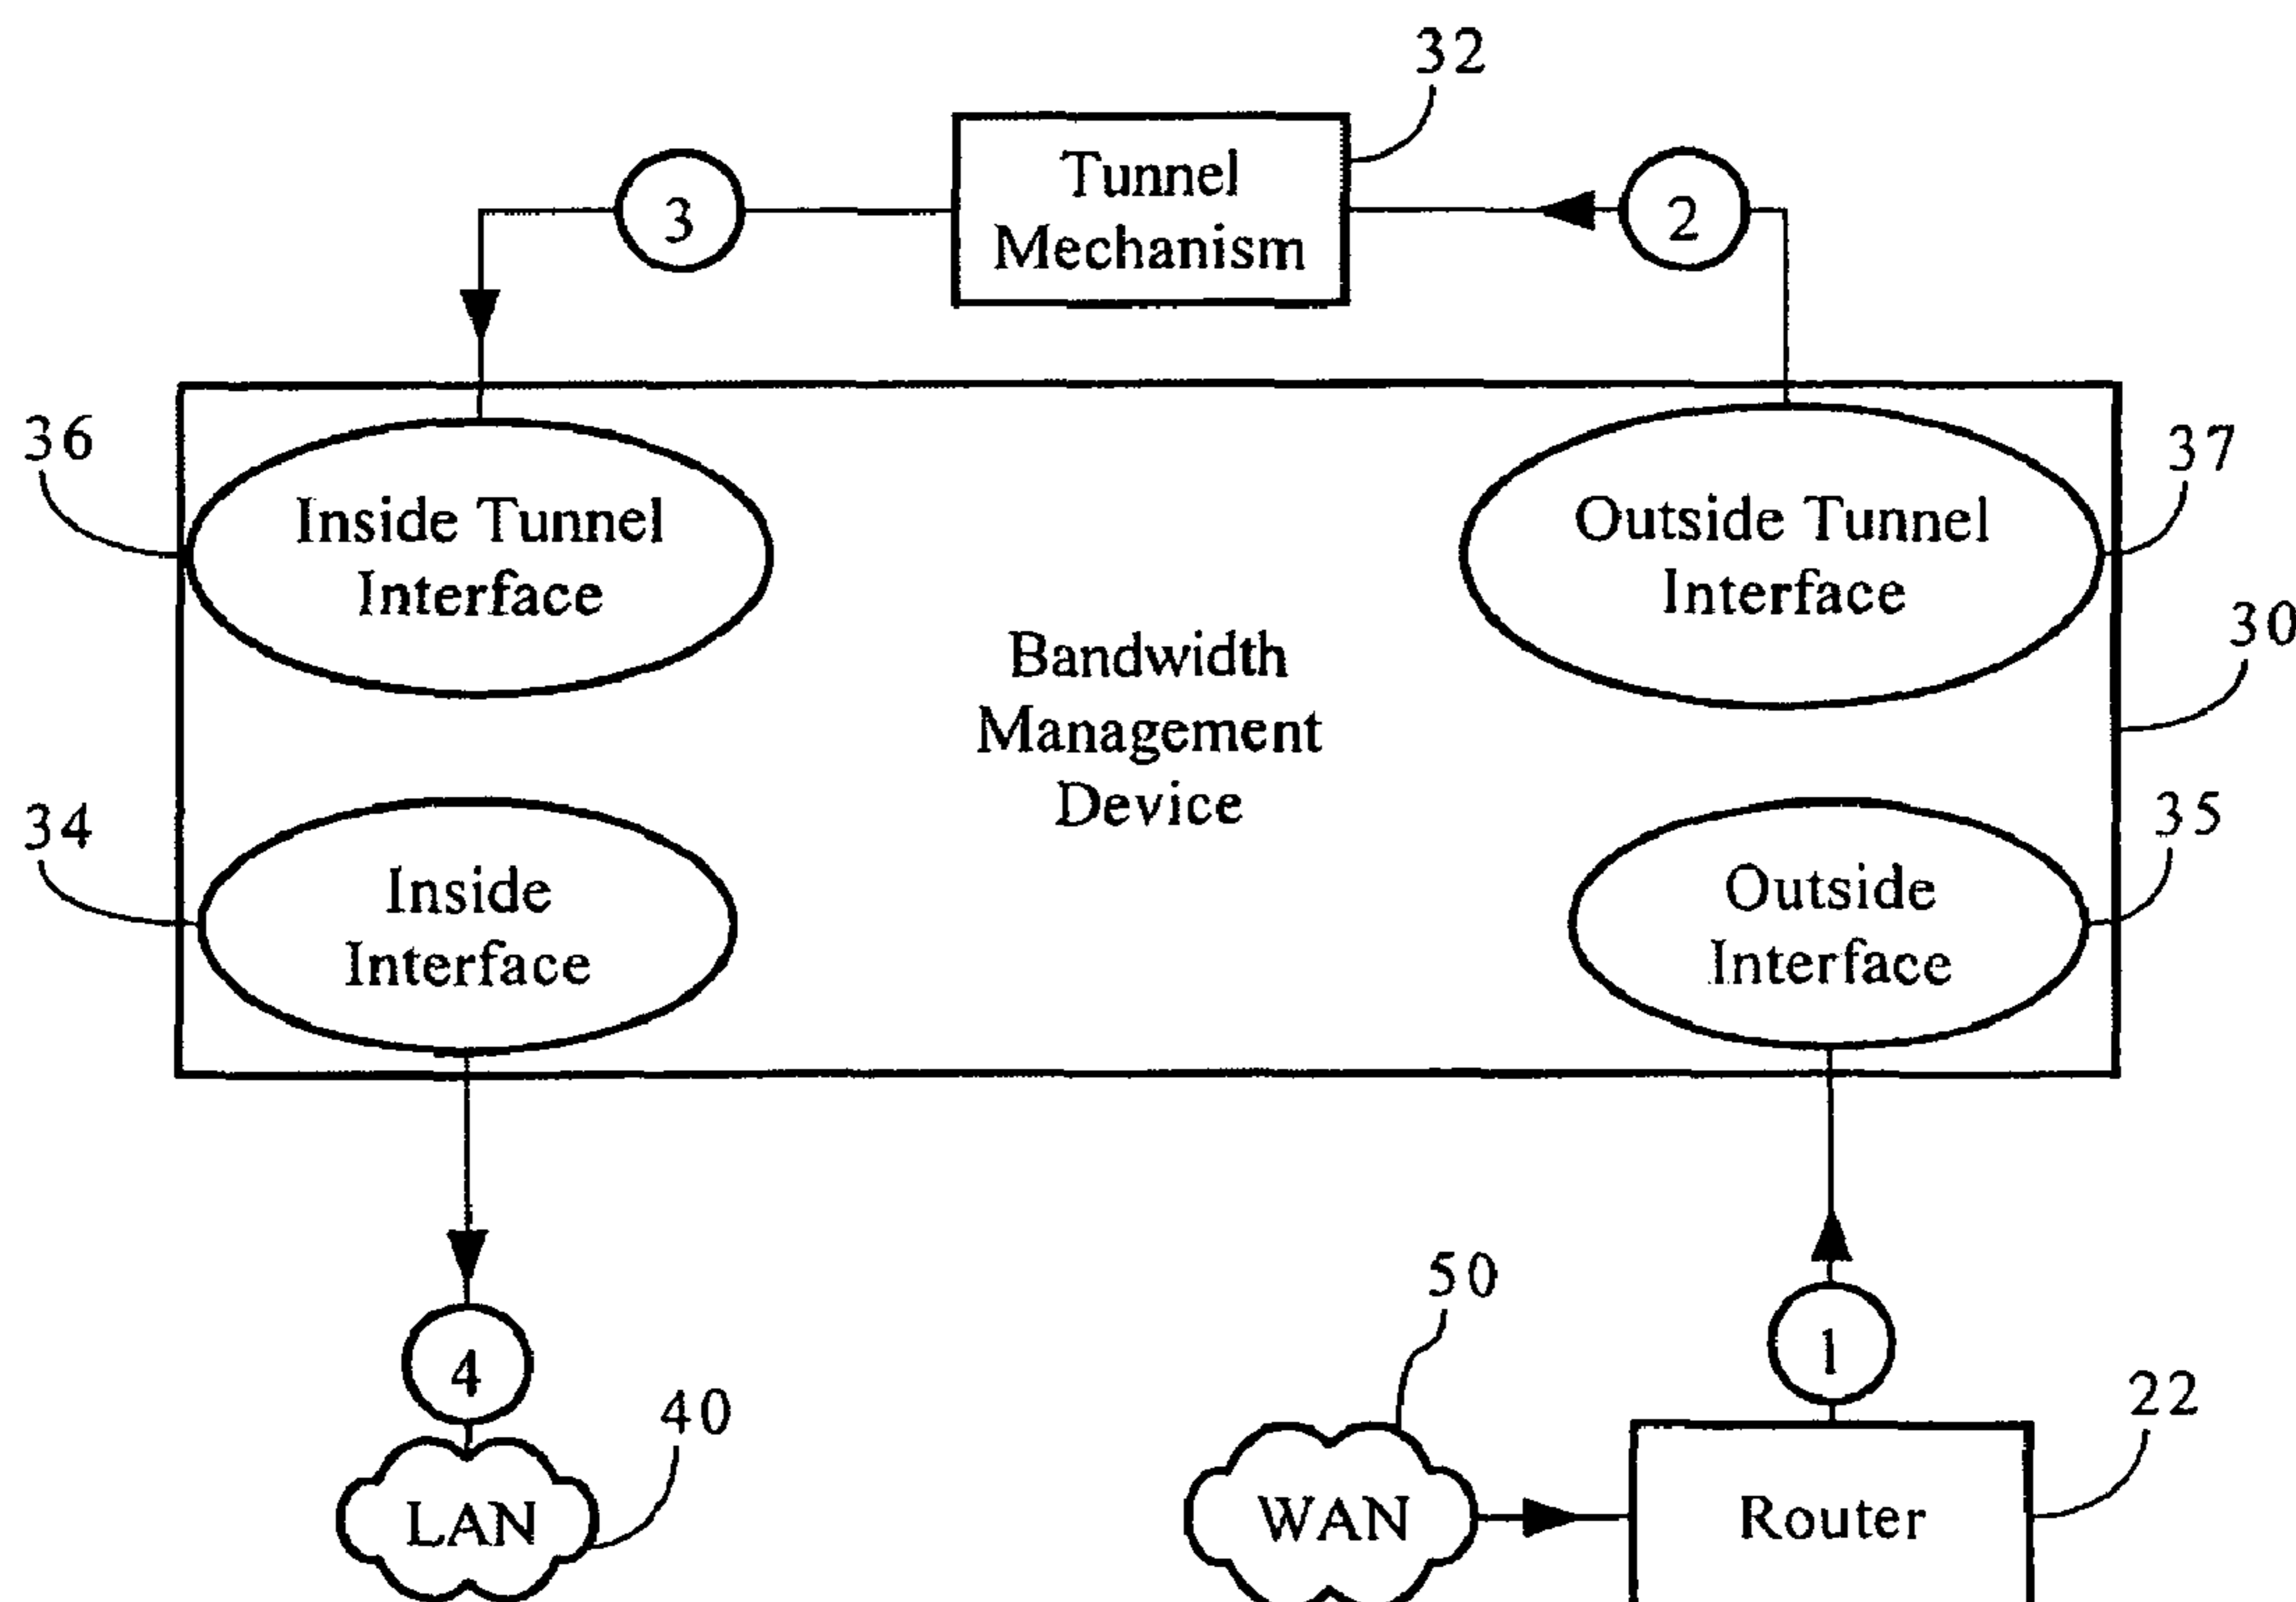 32
Tunnel
Mechanism
3
2
36
Inside Tunnel
Interface
Outside Tunnel
Interface
37
30
Bandwidth
Management
Device
34
Inside
Interface
Outside
Interface
35
50
1
4
40
22
LAN
WAN
Router